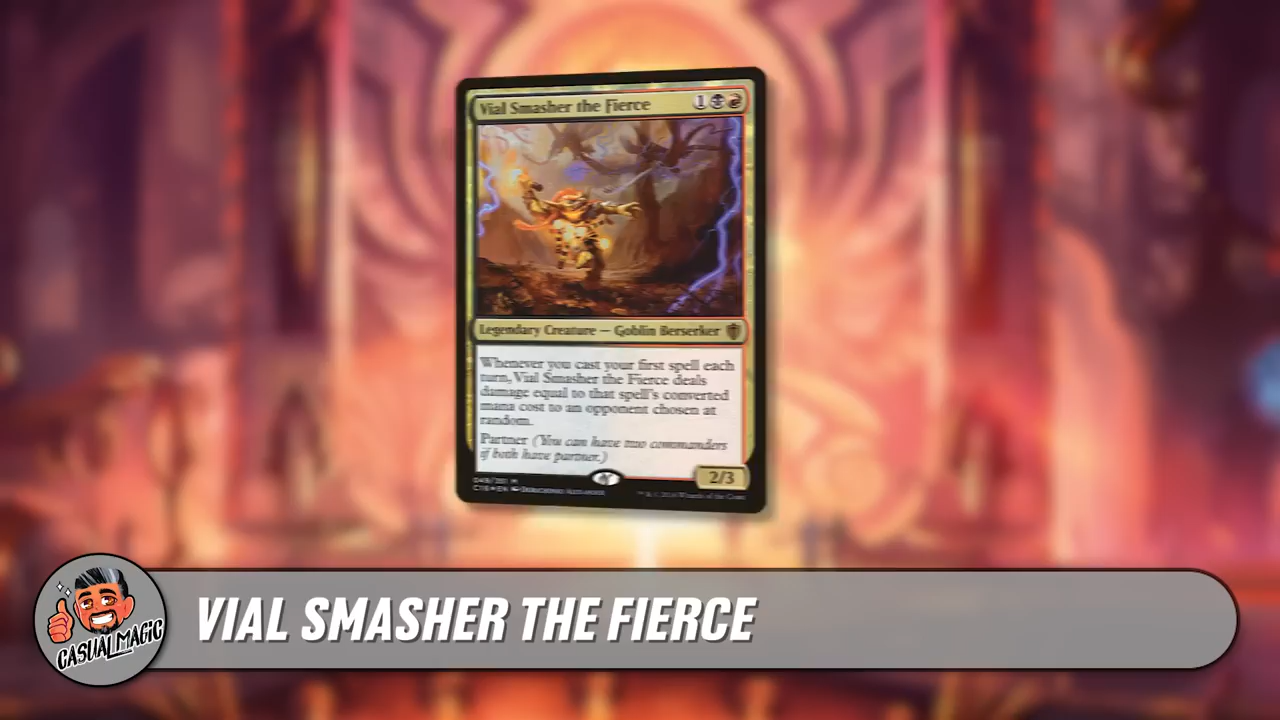 Vial Smasher the Fierce 1
Legendary Creature — Goblin Berserker
Whenever you cast your first spell each
turn, Vial Smasher the Fierce deals
damage equal to that spell's converted
mana cost to an opponent chosen at
random.
Partner (You can have two commanders
if both have partner.)
2/3
CASUAL MAGIC
VIAL SMASHER THE FIERCE